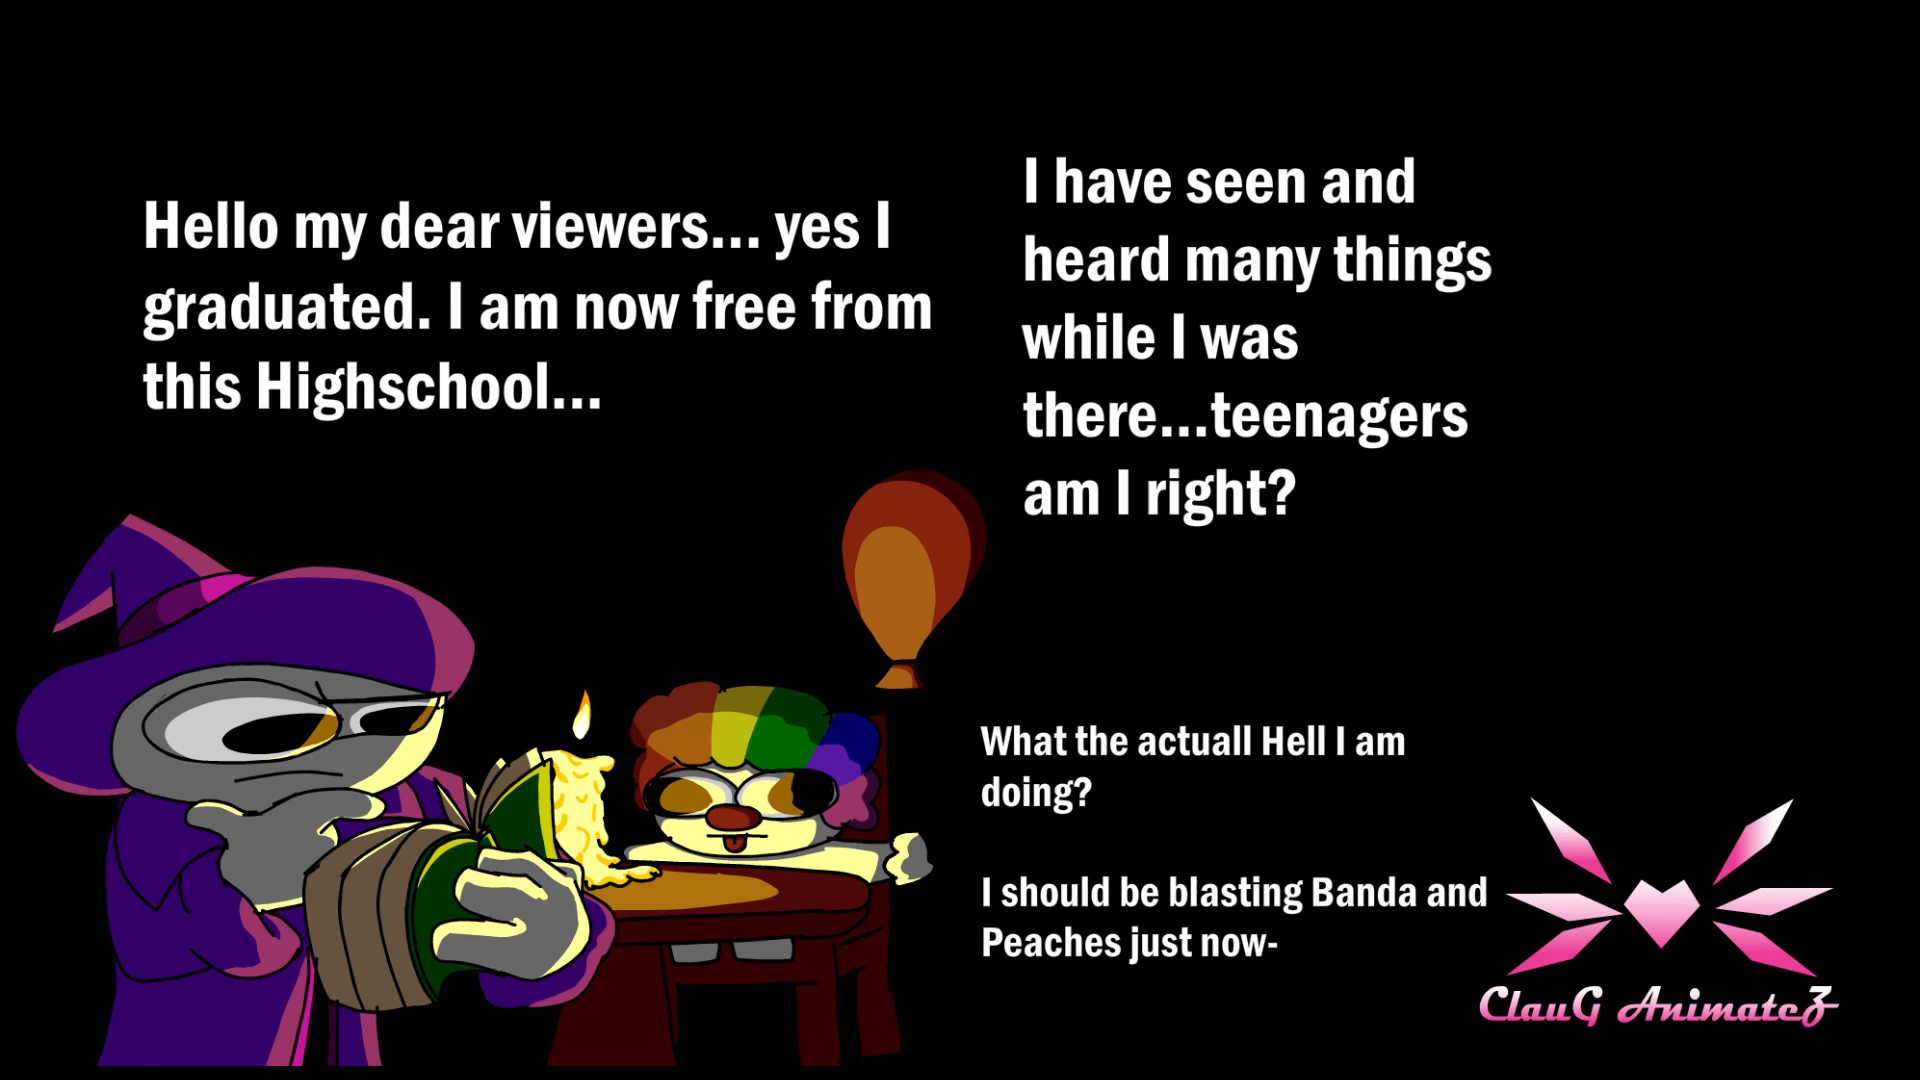 Hello my dear viewers... yes I
graduated. I am now free from
this Highschool...
I have seen and
heard many things
while I was
there...teenagers
am I right?
What the actuall Hell I am
doing?
I should be blasting Banda and
Peaches just now-
ClauG AnimateZ